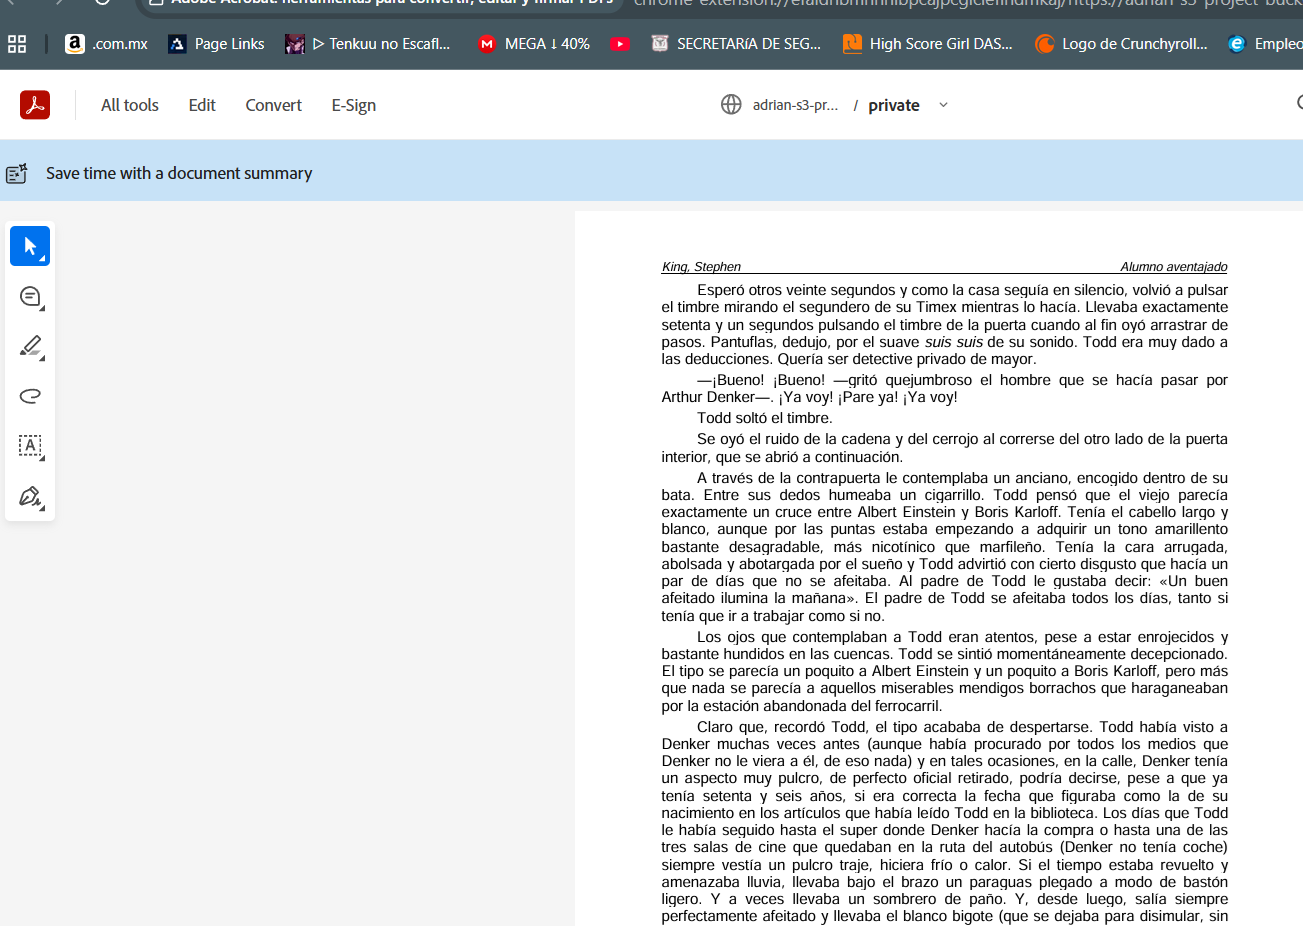 Adobe Acrobat: herramientas para convertir, editar y firmar PDFs
.com.mx
Page Links
▷ Tenkuu no Escafl...
MEGA ↓ 40%
SECRETARíA DE SEG...
High Score Girl DAS...
Logo de Crunchyroll...
Empleo
All tools
Edit
Convert
E-Sign
adrian-s3-pr... / private
Save time with a document summary
King, Stephen
Alumno aventajado
Esperó otros veinte segundos y como la casa seguía en silencio, volvió a pulsar
el timbre mirando el segundero de su Timex mientras lo hacía. Llevaba exactamente
setenta y un segundos pulsando el timbre de la puerta cuando al fin oyó arrastrar de
pasos. Pantuflas, dedujo, por el suave suis suis de su sonido. Todd era muy dado a
las deducciones. Quería ser detective privado de mayor.
—¡Bueno! ¡Bueno! —gritó quejumbroso el hombre que se hacía pasar por
Arthur Denker—. ¡Ya voy! ¡Pare ya! ¡Ya voy!
Todd soltó el timbre.
Se oyó el ruido de la cadena y del cerrojo al correrse del otro lado de la puerta
interior, que se abrió a continuación.
A través de la contrapuerta le contemplaba un anciano, encogido dentro de su
bata. Entre sus dedos humeaba un cigarrillo. Todd pensó que el viejo parecía
exactamente un cruce entre Albert Einstein y Boris Karloff. Tenía el cabello largo y
blanco, aunque por las puntas estaba empezando a adquirir un tono amarillento
bastante desagradable, más nicotínico que marfileño. Tenía la cara arrugada,
abolsada y abotargada por el sueño y Todd advirtió con cierto disgusto que hacía un
par de días que no se afeitaba. Al padre de Todd le gustaba decir: «Un buen
afeitado ilumina la mañana». El padre de Todd se afeitaba todos los días, tanto si
tenía que ir a trabajar como si no.
Los ojos que contemplaban a Todd eran atentos, pese a estar enrojecidos y
bastante hundidos en las cuencas. Todd se sintió momentáneamente decepcionado.
El tipo se parecía un poquito a Albert Einstein y un poquito a Boris Karloff, pero más
que nada se parecía a aquellos miserables mendigos borrachos que haraganeaban
por la estación abandonada del ferrocarril.
Claro que, recordó Todd, el tipo acababa de despertarse. Todd había visto a
Denker muchas veces antes (aunque había procurado por todos los medios que
Denker no le viera a él, de eso nada) y en tales ocasiones, en la calle, Denker tenía
un aspecto muy pulcro, de perfecto oficial retirado, podría decirse, pese a que ya
tenía setenta y seis años, si era correcta la fecha que figuraba como la de su
nacimiento en los artículos que había leído Todd en la biblioteca. Los días que Todd
le había seguido hasta el super donde Denker hacía la compra o hasta una de las
tres salas de cine que quedaban en la ruta del autobús (Denker no tenía coche)
siempre vestía un pulcro traje, hiciera frío o calor. Si el tiempo estaba revuelto y
amenazaba lluvia, llevaba bajo el brazo un paraguas plegado a modo de bastón
ligero. Y a veces llevaba un sombrero de paño. Y, desde luego, salía siempre
perfectamente afeitado y llevaba el blanco bigote (que se dejaba para disimular, sin